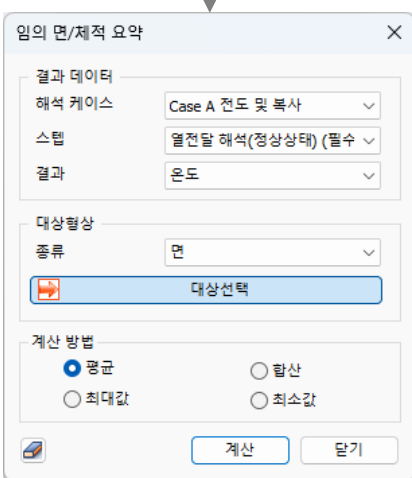 임의 면/체적 요약
결과 데이터
해석 케이스
Case A 전도 및 복사
스텝
열전달 해석(정상상태) (필수
결과
온도
대상형상
종류
면
대상선택
계산 방법
평균
합산
최대값
최소값
계산
닫기